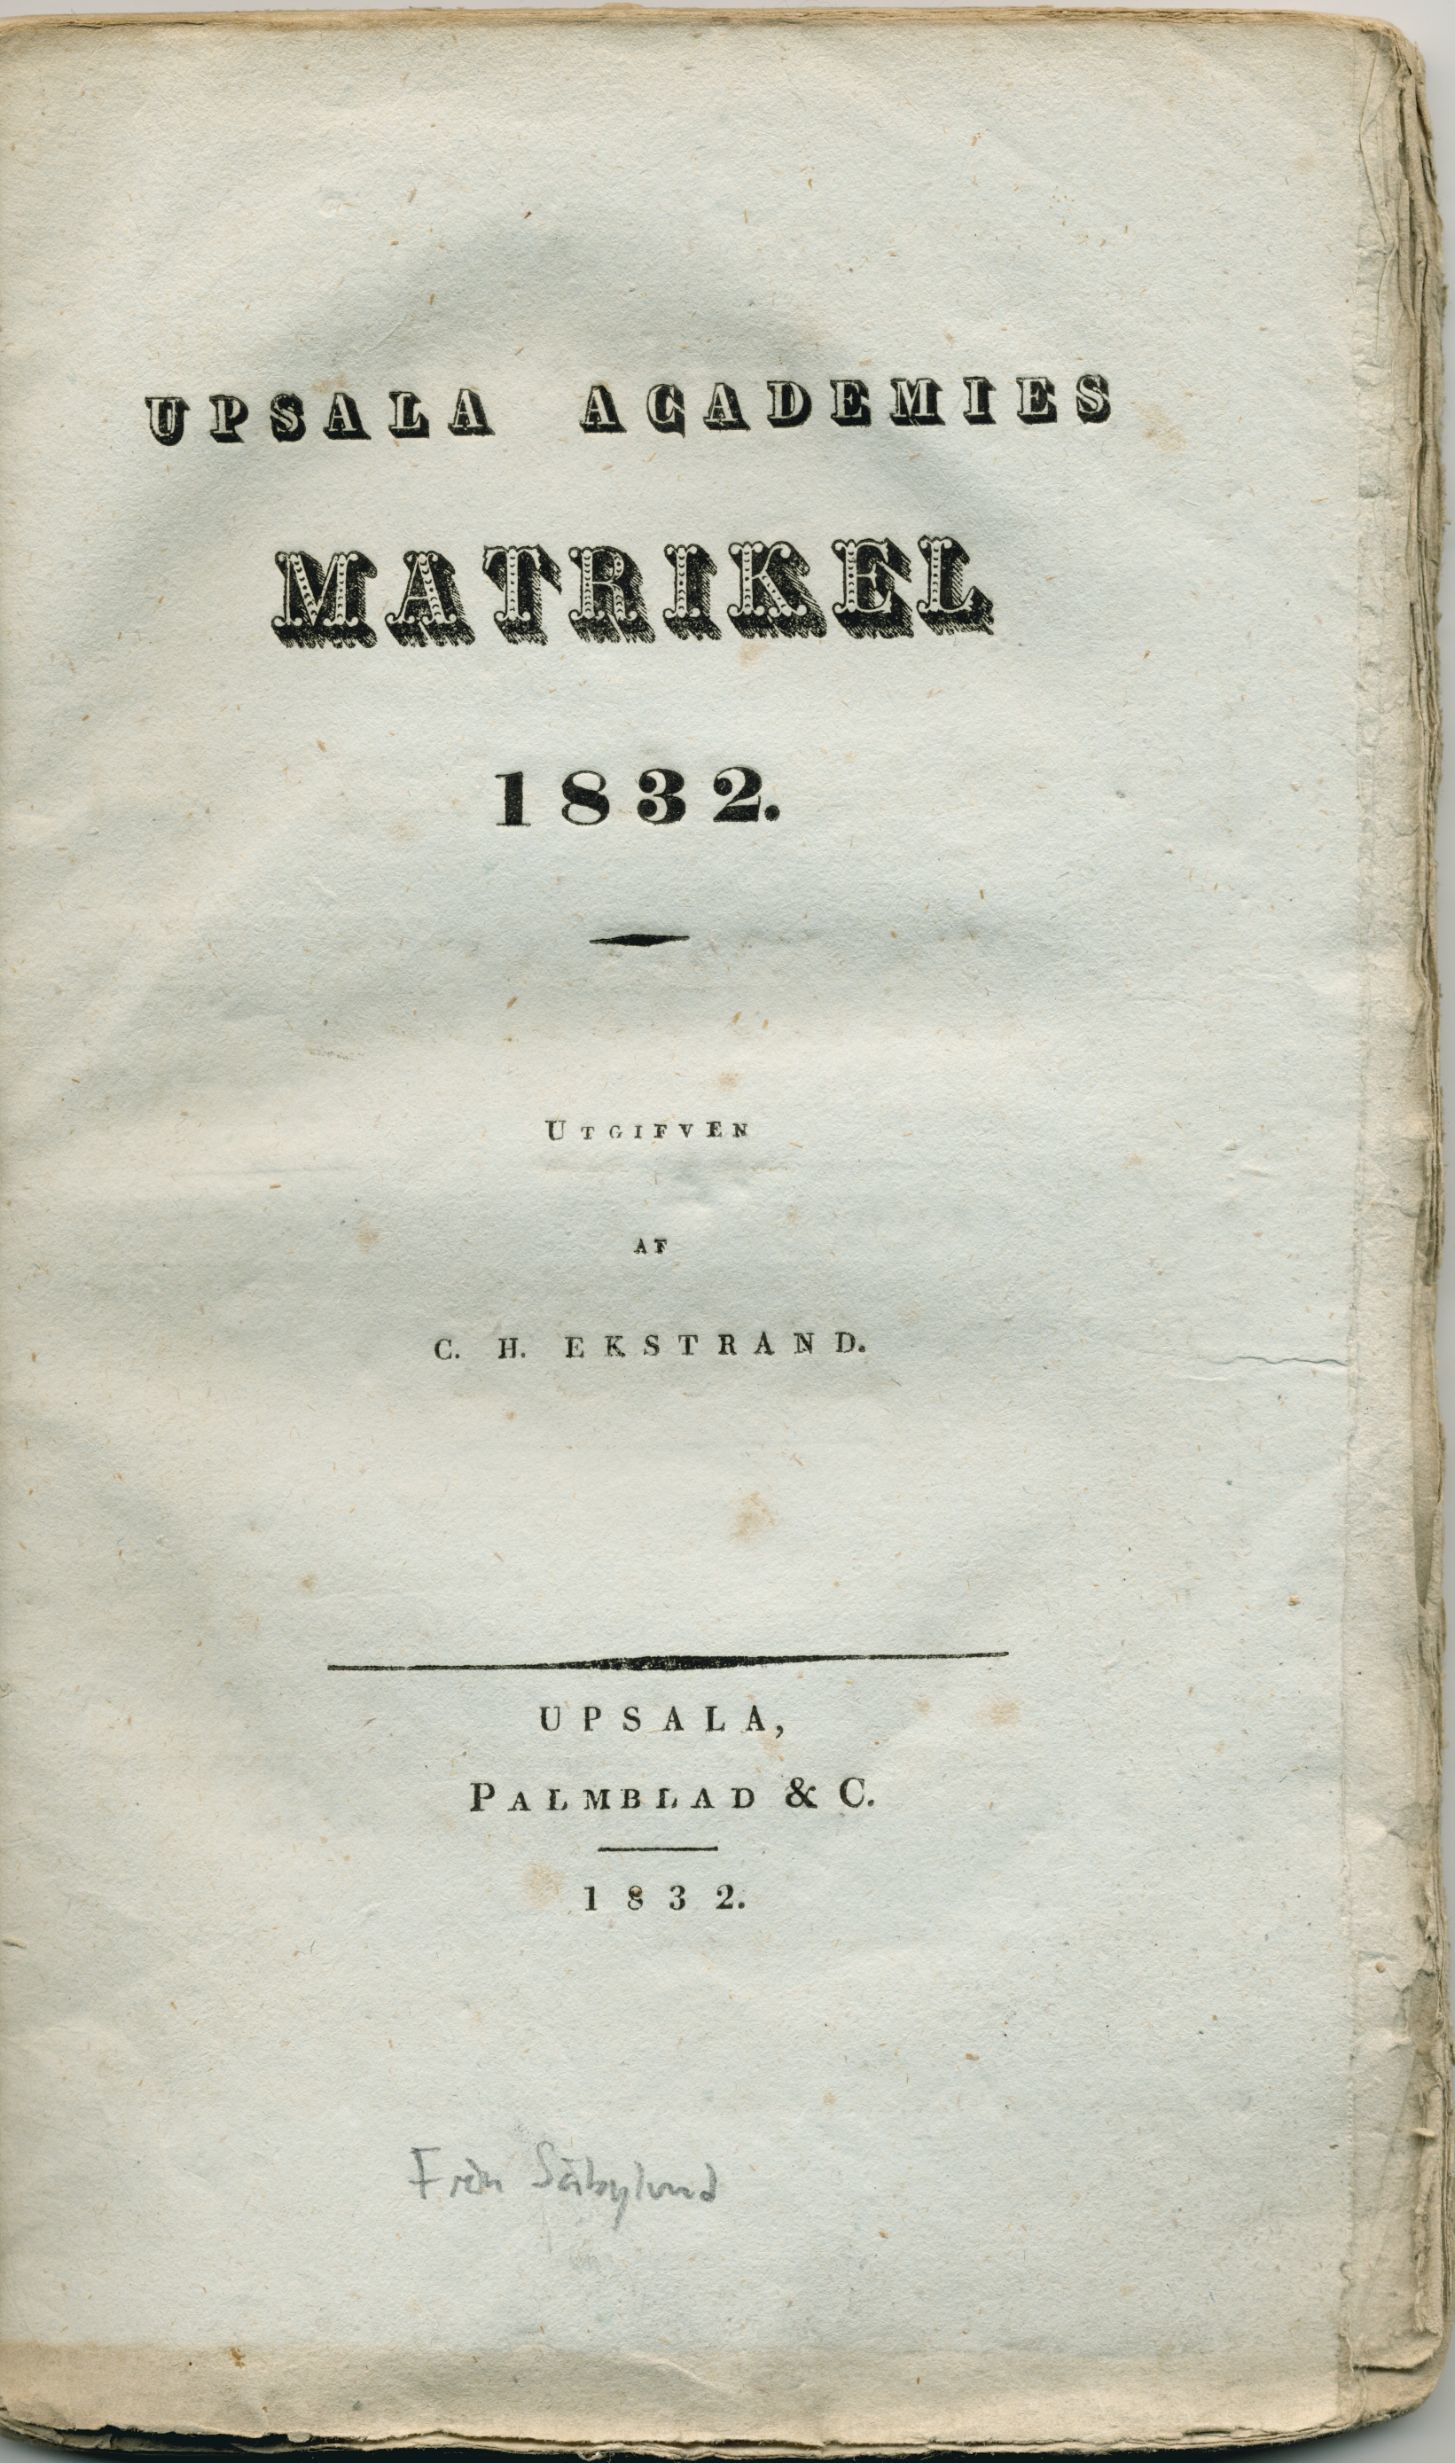 UPSALA ACADEMIES
MATRIKEL
1832.
UTGIFVEN
AF
C. H. EKSTRAND.
UPSALA,
PALMBLAD & C.
1832.
Från Säbylund